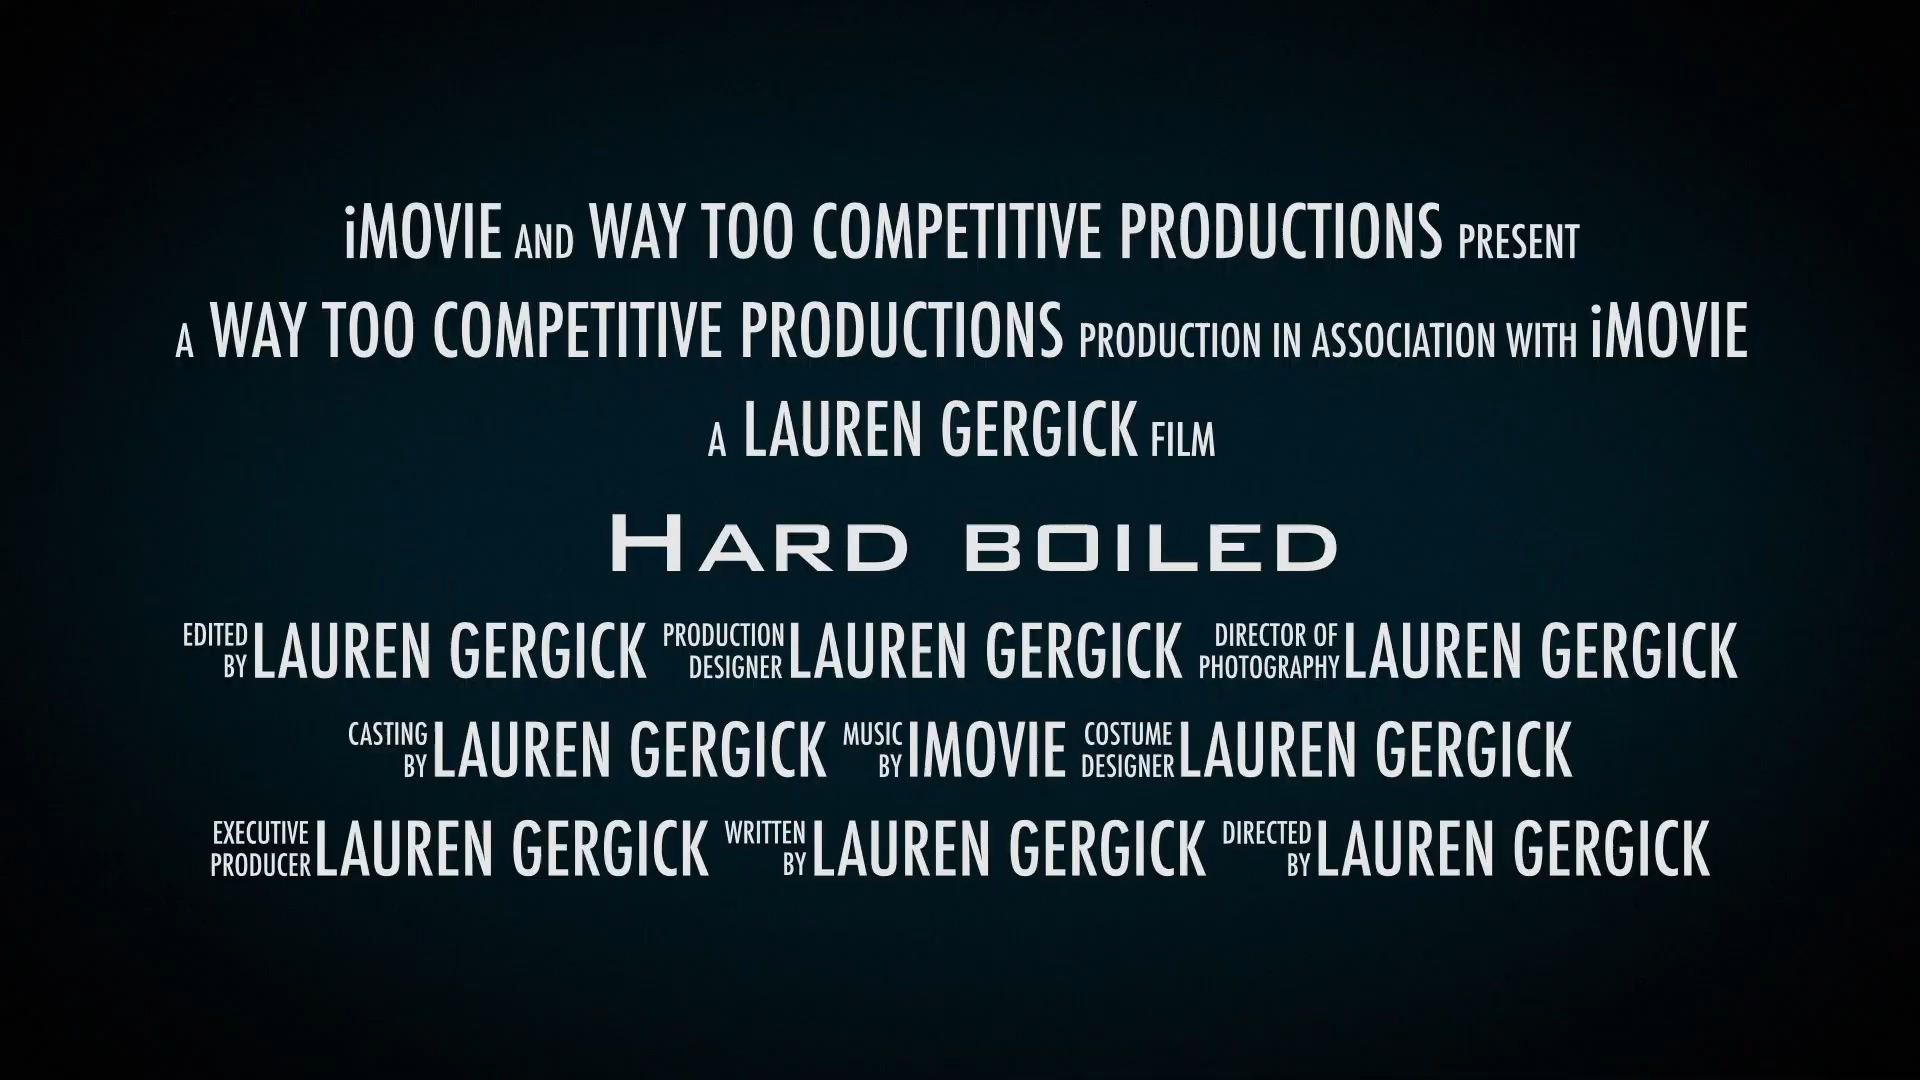 iMOVIE AND WAY TOO COMPETITIVE PRODUCTIONS PRESENT
A WAY TOO COMPETITIVE PRODUCTIONS PRODUCTION IN ASSOCIATION WITH iMOVIE
A LAUREN GERGICK FILM
HARD BOILED
EDITED BY LAUREN GERGICK PRODUCTION DESIGNER LAUREN GERGICK DIRECTOR OF PHOTOGRAPHY LAUREN GERGICK
CASTING BY LAUREN GERGICK MUSIC BY IMOVIE COSTUME DESIGNER LAUREN GERGICK
EXECUTIVE PRODUCER LAUREN GERGICK WRITTEN BY LAUREN GERGICK DIRECTED BY LAUREN GERGICK